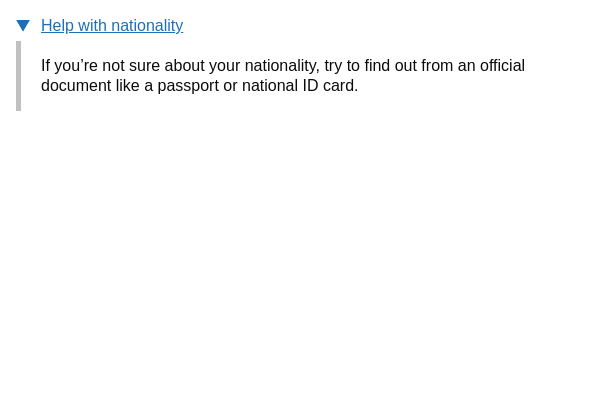 Help with nationality
If you’re not sure about your nationality, try to find out from an official
document like a passport or national ID card.